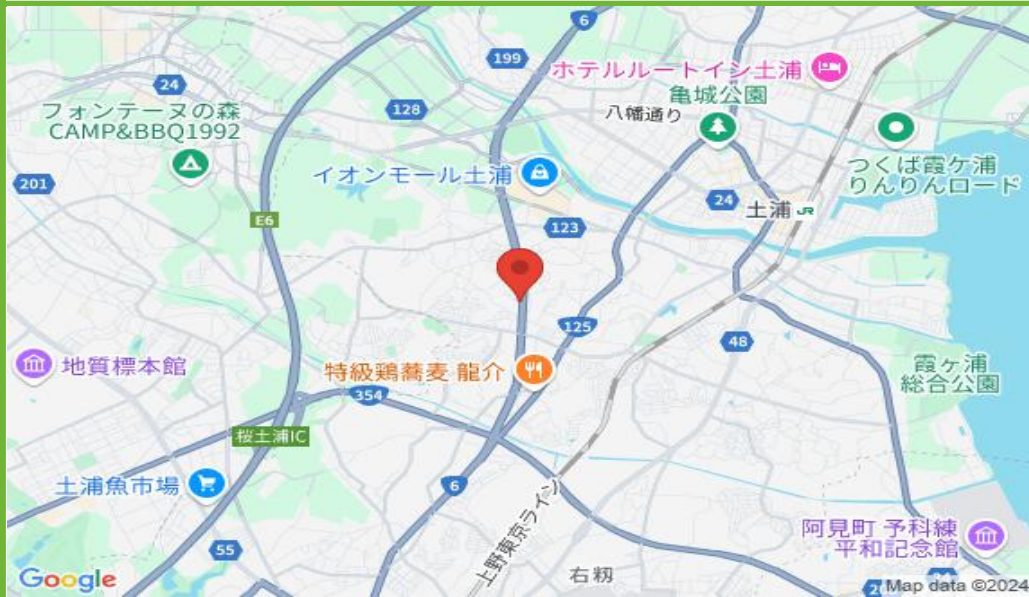 6
199
ホテルルートイン土浦
24
亀城公園
フォンテーヌの森
CAMP&BBQ1992
128
八幡通り
つくば霞ケ浦
りんりんロード
201
イオンモール土浦
24
土浦 JR
E6
123
125
48
地質標本館
特級鶏蕎麦 龍介
霞ヶ浦
総合公園
354
桜土浦IC
土浦魚市場
6
上野東京ライン
阿見町 予科練
平和記念館
55
右籾
Google
Map data ©2024